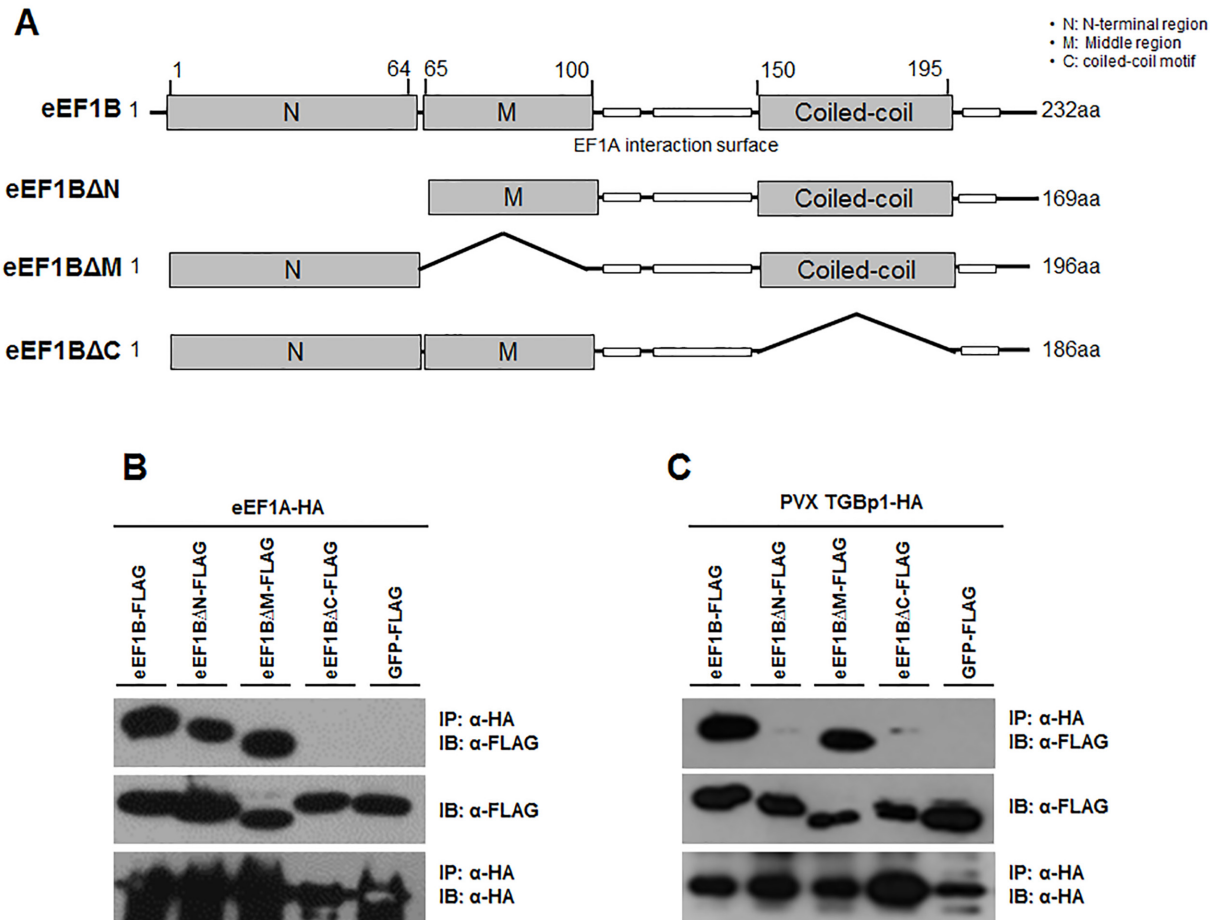 A
• N: N-terminal region
• M: Middle region
• C: coiled-coil motif
1 64 65 100 150 195
eEF1B 1 N M Coiled-coil 232aa
EF1A interaction surface
eEF1BΔN M Coiled-coil 169aa
eEF1BΔM 1 N Coiled-coil 196aa
eEF1BΔC 1 N M 186aa
B
eEF1A-HA
eEF1B-FLAG
eEF1BΔN-FLAG
eEF1BΔM-FLAG
eEF1BΔC-FLAG
GFP-FLAG
IP: α-HA
IB: α-FLAG
IB: α-FLAG
IP: α-HA
IB: α-HA
C
PVX TGBp1-HA
eEF1B-FLAG
eEF1BΔN-FLAG
eEF1BΔM-FLAG
eEF1BΔC-FLAG
GFP-FLAG
IP: α-HA
IB: α-FLAG
IB: α-FLAG
IP: α-HA
IB: α-HA